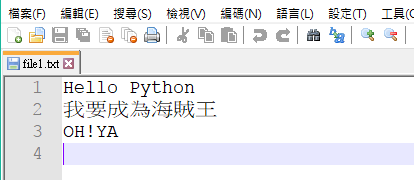 檔案(F) 編輯(E) 搜尋(S) 檢視(V) 編碼(N) 語言(L) 設定(T) 工具(O
file1.txt
1 Hello Python
2 我要成為海賊王
3 OH!YA
4